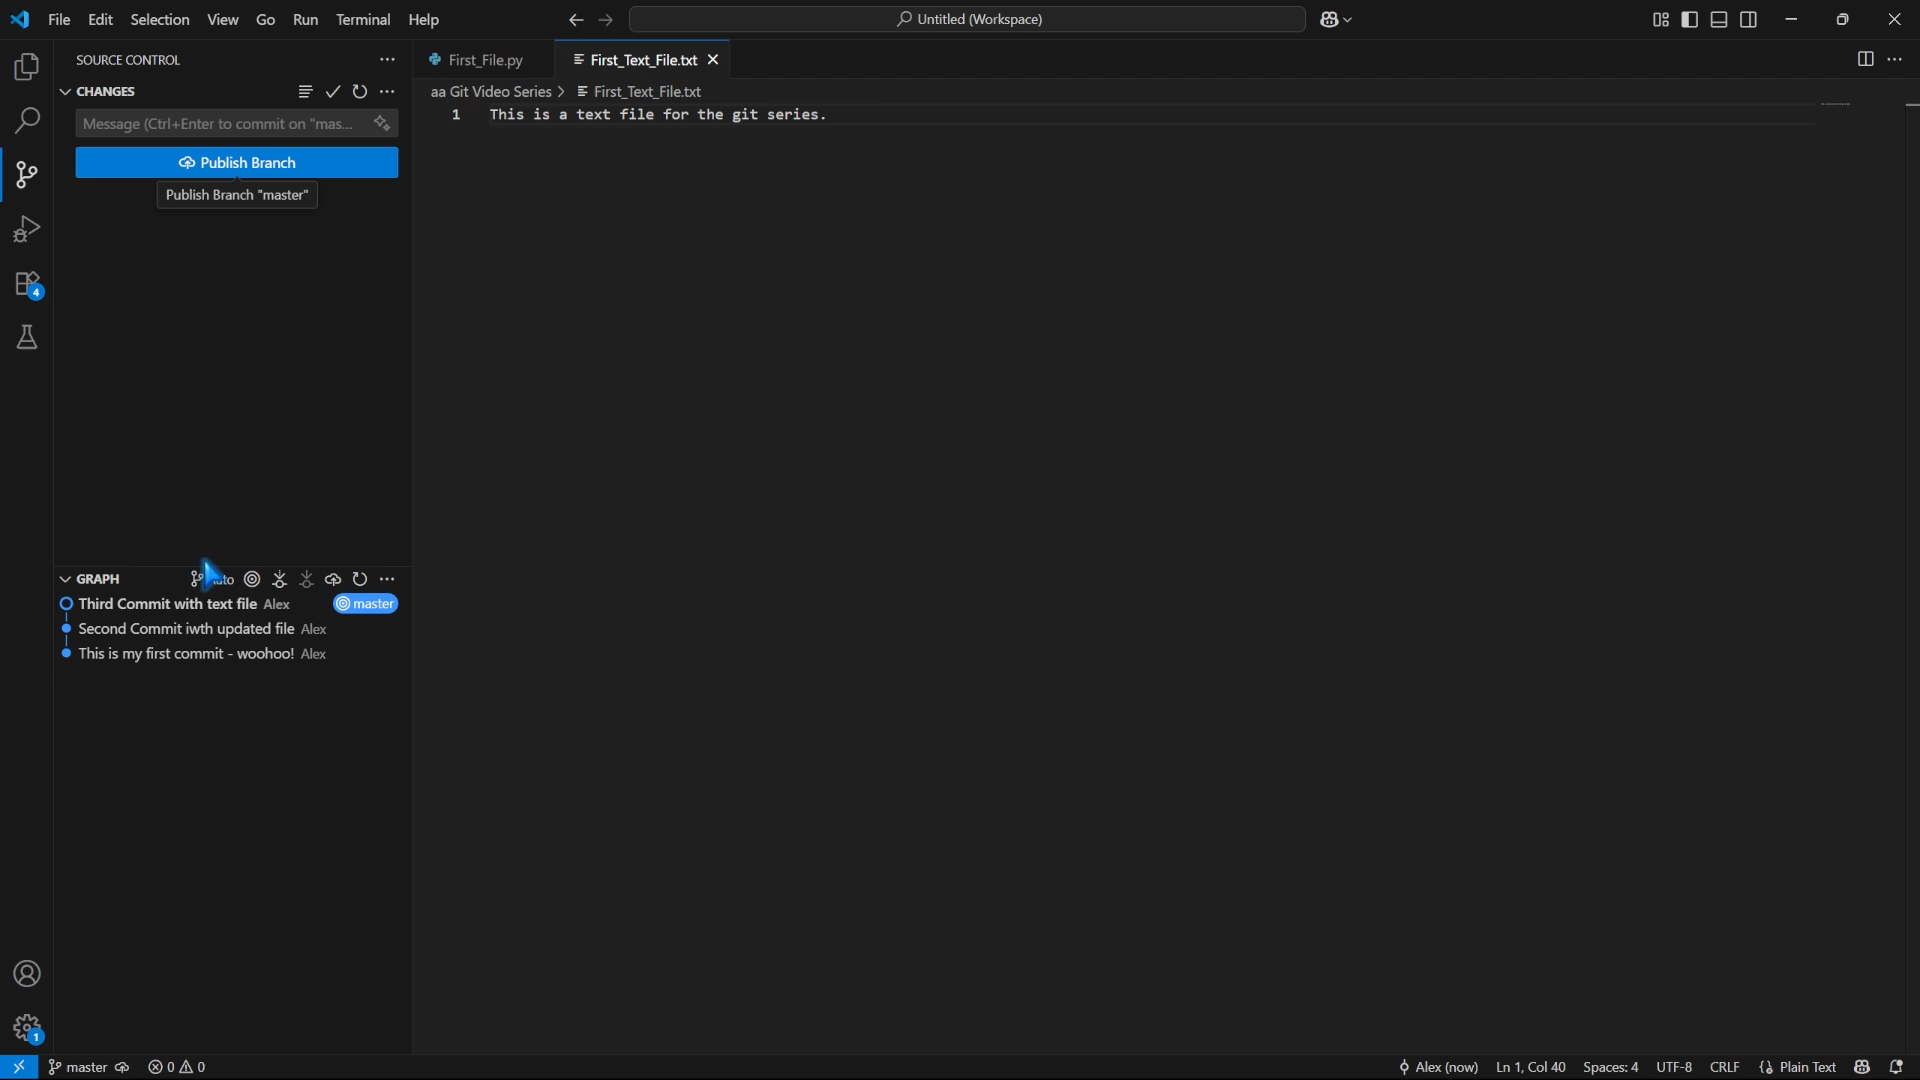 File Edit Selection View Go Run Terminal Help
Untitled (Workspace)
SOURCE CONTROL
CHANGES
Message (Ctrl+Enter to commit on "mas...
Publish Branch
Publish Branch "master"
4
First_File.py
First_Text_File.txt
aa Git Video Series > First_Text_File.txt
1 This is a text file for the git series.
GRAPH
Third Commit with text file Alex master
Second Commit iwth updated file Alex
This is my first commit - woohoo! Alex
1
master 0 0
Alex (now) Ln 1, Col 40 Spaces: 4 UTF-8 CRLF {} Plain Text